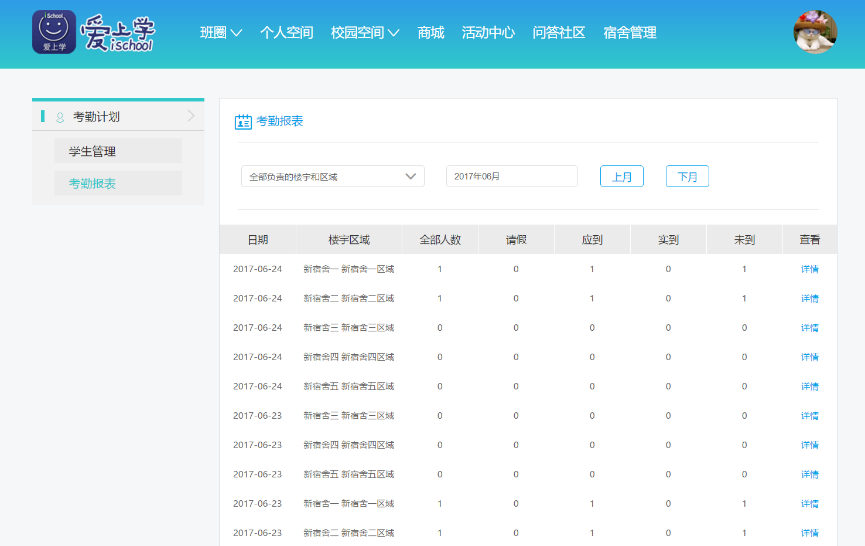 iSchool
爱上学
爱上学
iSchool
班圈 个人空间 校园空间 商城 活动中心 问答社区 宿舍管理
考勤计划
学生管理
考勤报表
考勤报表
全部负责的楼宇和区域 2017年06月 上月 下月
日期 楼宇区域 全部人数 请假 应到 实到 未到 查看
2017-06-24 新宿舍一 新宿舍一区域 1 0 1 0 1 详情
2017-06-24 新宿舍二 新宿舍二区域 1 0 1 0 1 详情
2017-06-24 新宿舍三 新宿舍三区域 0 0 0 0 0 详情
2017-06-24 新宿舍四 新宿舍四区域 0 0 0 0 0 详情
2017-06-24 新宿舍五 新宿舍五区域 0 0 0 0 0 详情
2017-06-23 新宿舍三 新宿舍三区域 0 0 0 0 0 详情
2017-06-23 新宿舍四 新宿舍四区域 0 0 0 0 0 详情
2017-06-23 新宿舍五 新宿舍五区域 0 0 0 0 0 详情
2017-06-23 新宿舍一 新宿舍一区域 1 0 1 0 1 详情
2017-06-23 新宿舍二 新宿舍二区域 1 0 1 0 1 详情